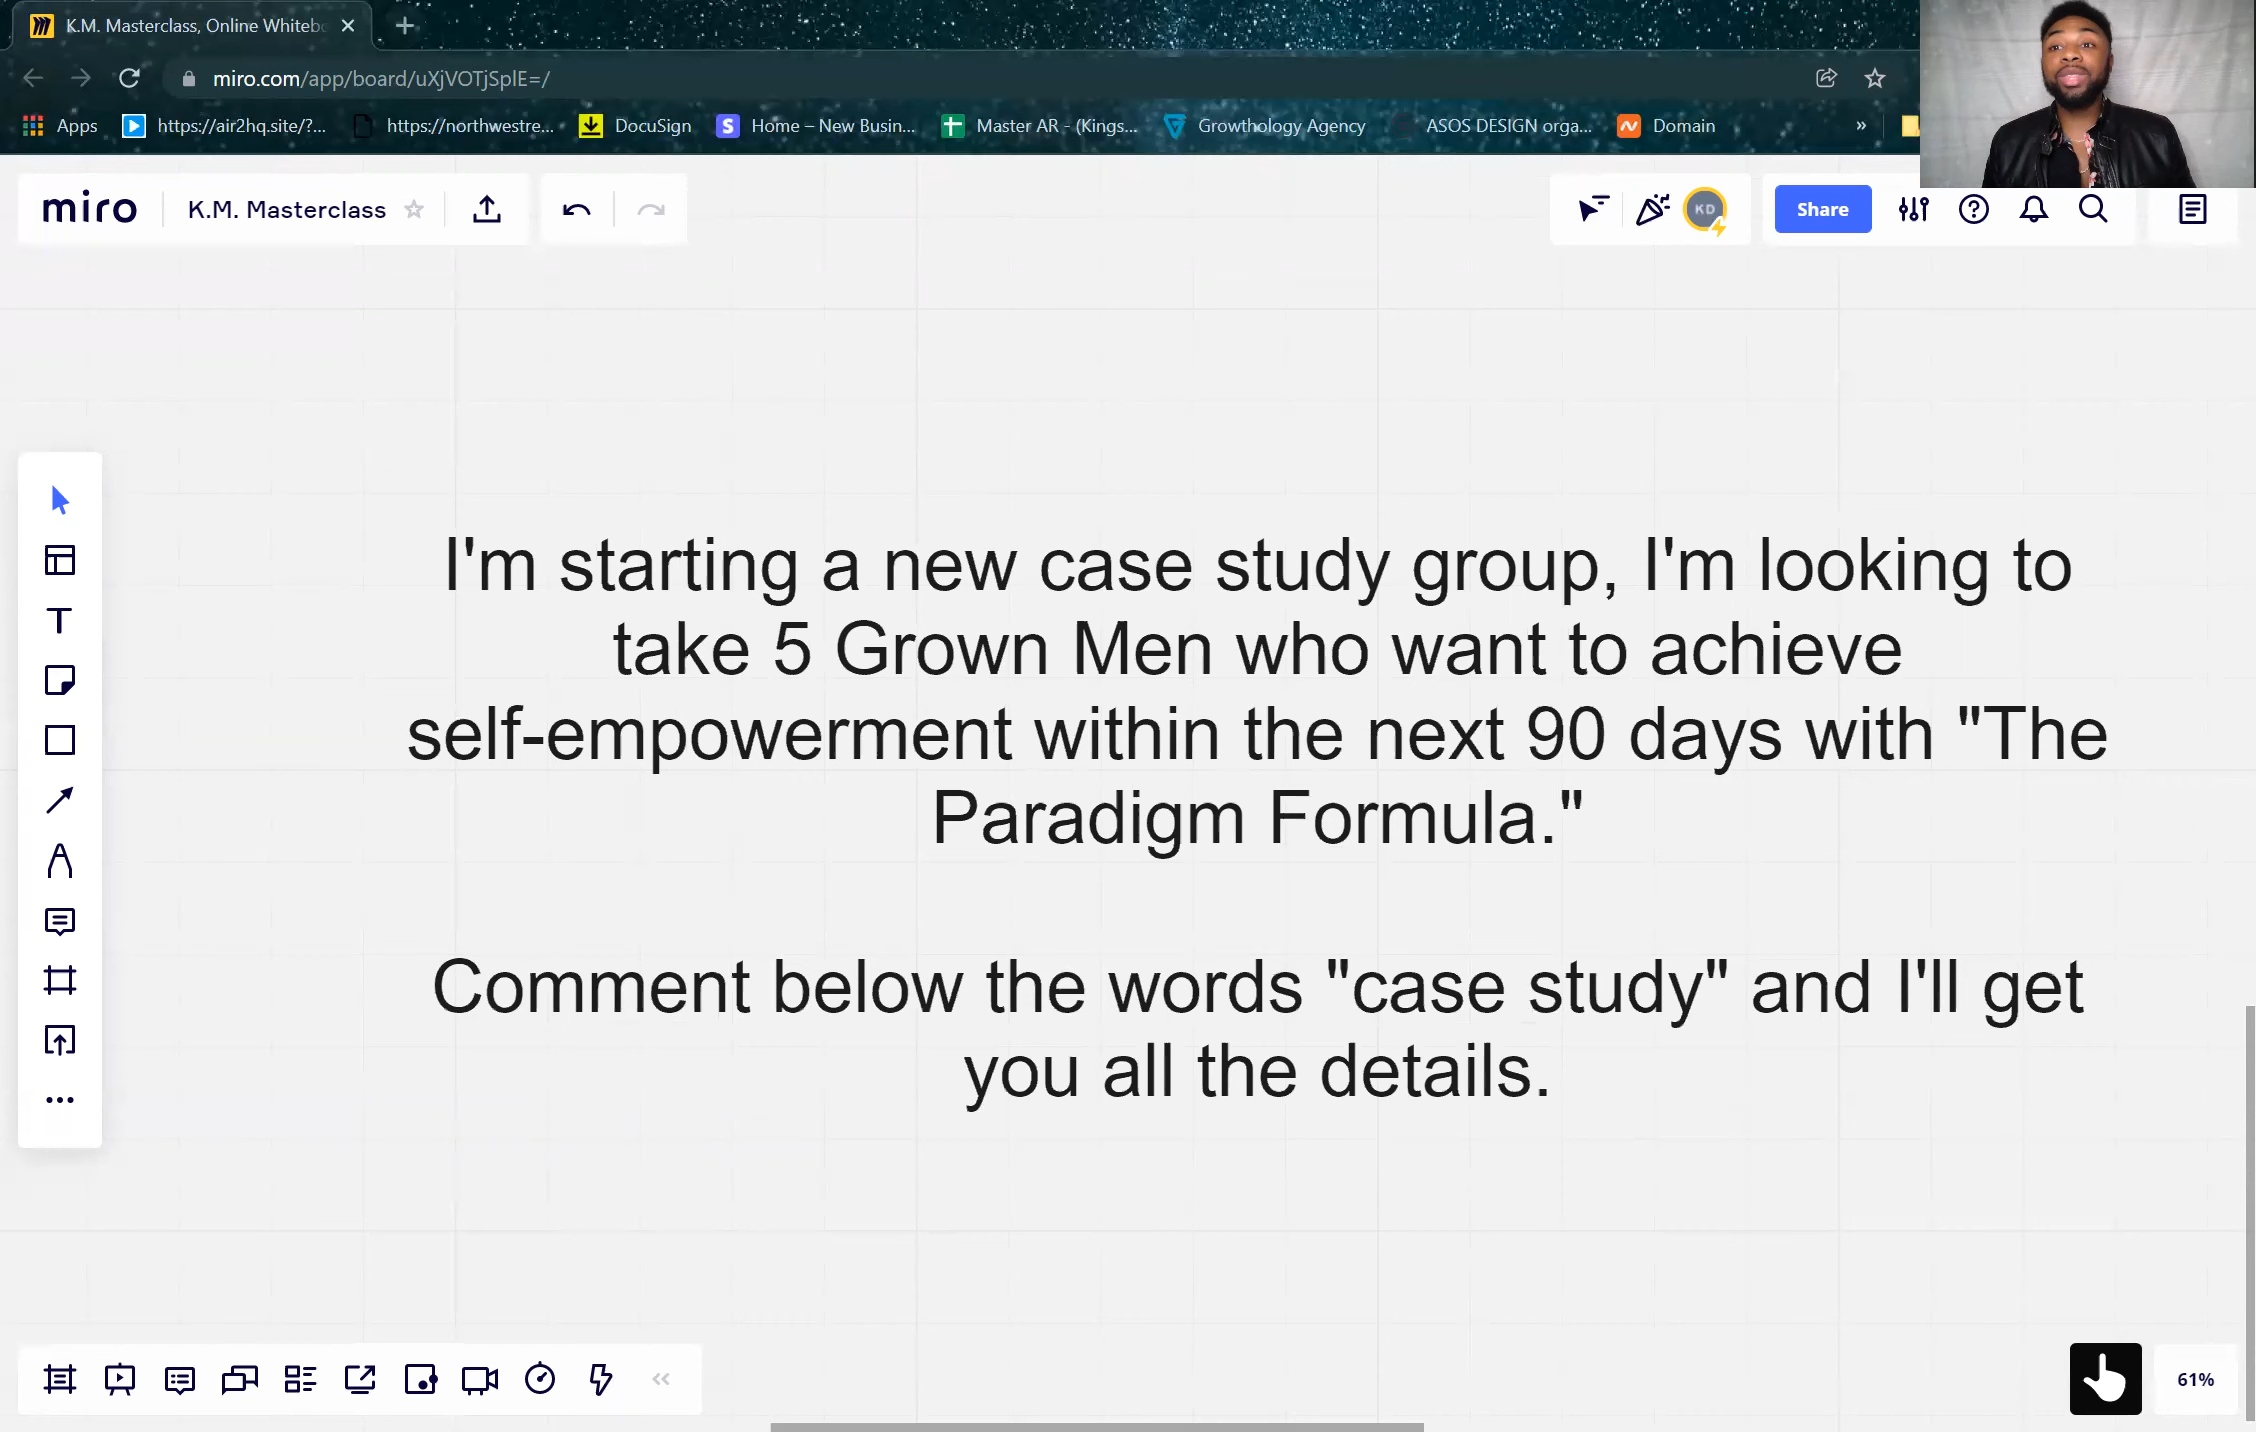 K.M. Masterclass, Online Whiteb
miro.com/app/board/uXjVOTjSplE=/
Apps https://air2hq.site/?... https://northwestre... DocuSign Home – New Busin... Master AR - (Kings... Growthology Agency ASOS DESIGN orga... Domain »
miro K.M. Masterclass KD Share
I'm starting a new case study group, I'm looking to
take 5 Grown Men who want to achieve
self-empowerment within the next 90 days with "The
Paradigm Formula."
Comment below the words "case study" and I'll get
you all the details.
61%